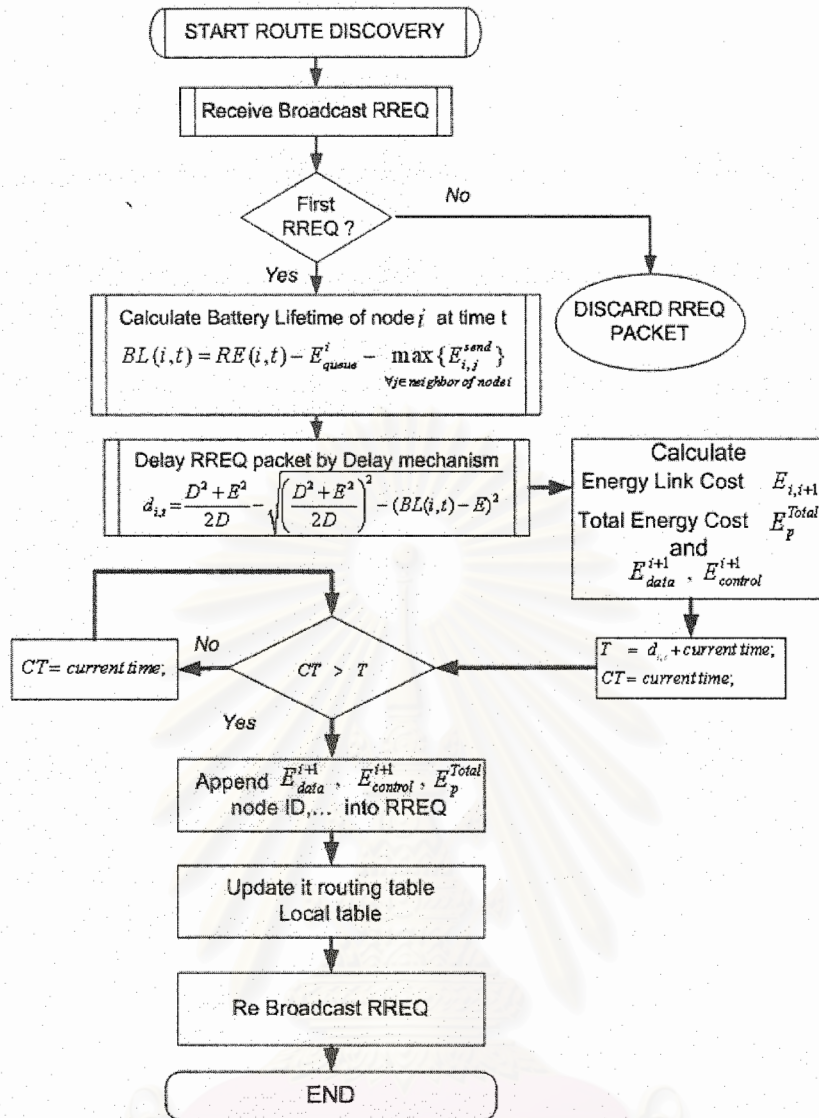 START ROUTE DISCOVERY
Receive Broadcast RREQ
First
RREQ ?
No
Yes
DISCARD RREQ
PACKET
Calculate Battery Lifetime of node i at time t
BL(i,t) = RE(i,t) − E^i_queue − max{E^send_i,j}
∀j∈neighbor of node i
Delay RREQ packet by Delay mechanism
d_i,t = (D² + E²)/2D − √(((D² + E²)/2D)² − (BL(i,t) − E)²)
Calculate
Energy Link Cost E_i,i+1
Total Energy Cost E_p^Total
and
E^i+1_data , E^i+1_control
T = d_i,t + current time;
CT = current time;
CT > T
No
CT = current time;
Yes
Append E^i+1_data , E^i+1_control , E_p^Total
node ID,... into RREQ
Update it routing table
Local table
Re Broadcast RREQ
END